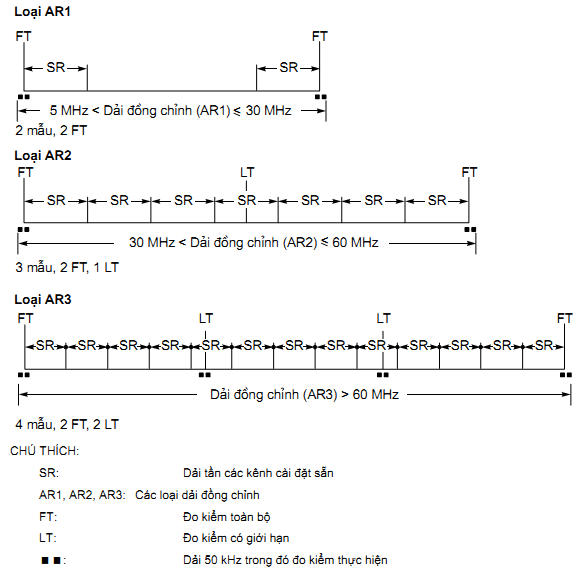 Loại AR1
FT FT
SR SR
5 MHz < Dải đồng chỉnh (AR1) ≤ 30 MHz
2 mẫu, 2 FT
Loại AR2
FT LT FT
SR SR SR SR SR SR SR
30 MHz < Dải đồng chỉnh (AR2) ≤ 60 MHz
3 mẫu, 2 FT, 1 LT
Loại AR3
FT LT LT FT
SR SR SR SR SR SR SR SR SR SR SR SR SR
Dải đồng chỉnh (AR3) > 60 MHz
4 mẫu, 2 FT, 2 LT
CHÚ THÍCH:
SR: Dải tần các kênh cài đặt sẵn
AR1, AR2, AR3: Các loại dải đồng chỉnh
FT: Đo kiểm toàn bộ
LT: Đo kiểm có giới hạn
■ ■: Dải 50 kHz trong đó đo kiểm thực hiện